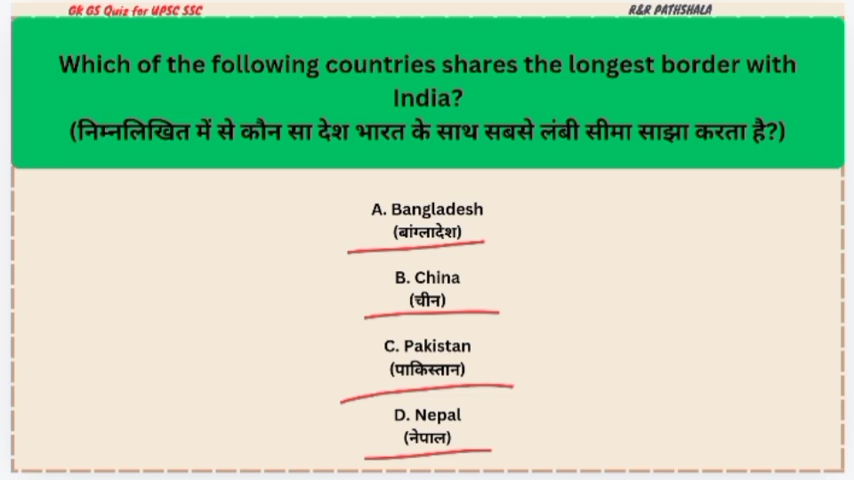 GK GS Quiz for UPSC SSC
R&R PATHSHALA
Which of the following countries shares the longest border with
India?
(निम्नलिखित में से कौन सा देश भारत के साथ सबसे लंबी सीमा साझा करता है?)
A. Bangladesh
(बांग्लादेश)
B. China
(चीन)
C. Pakistan
(पाकिस्तान)
D. Nepal
(नेपाल)